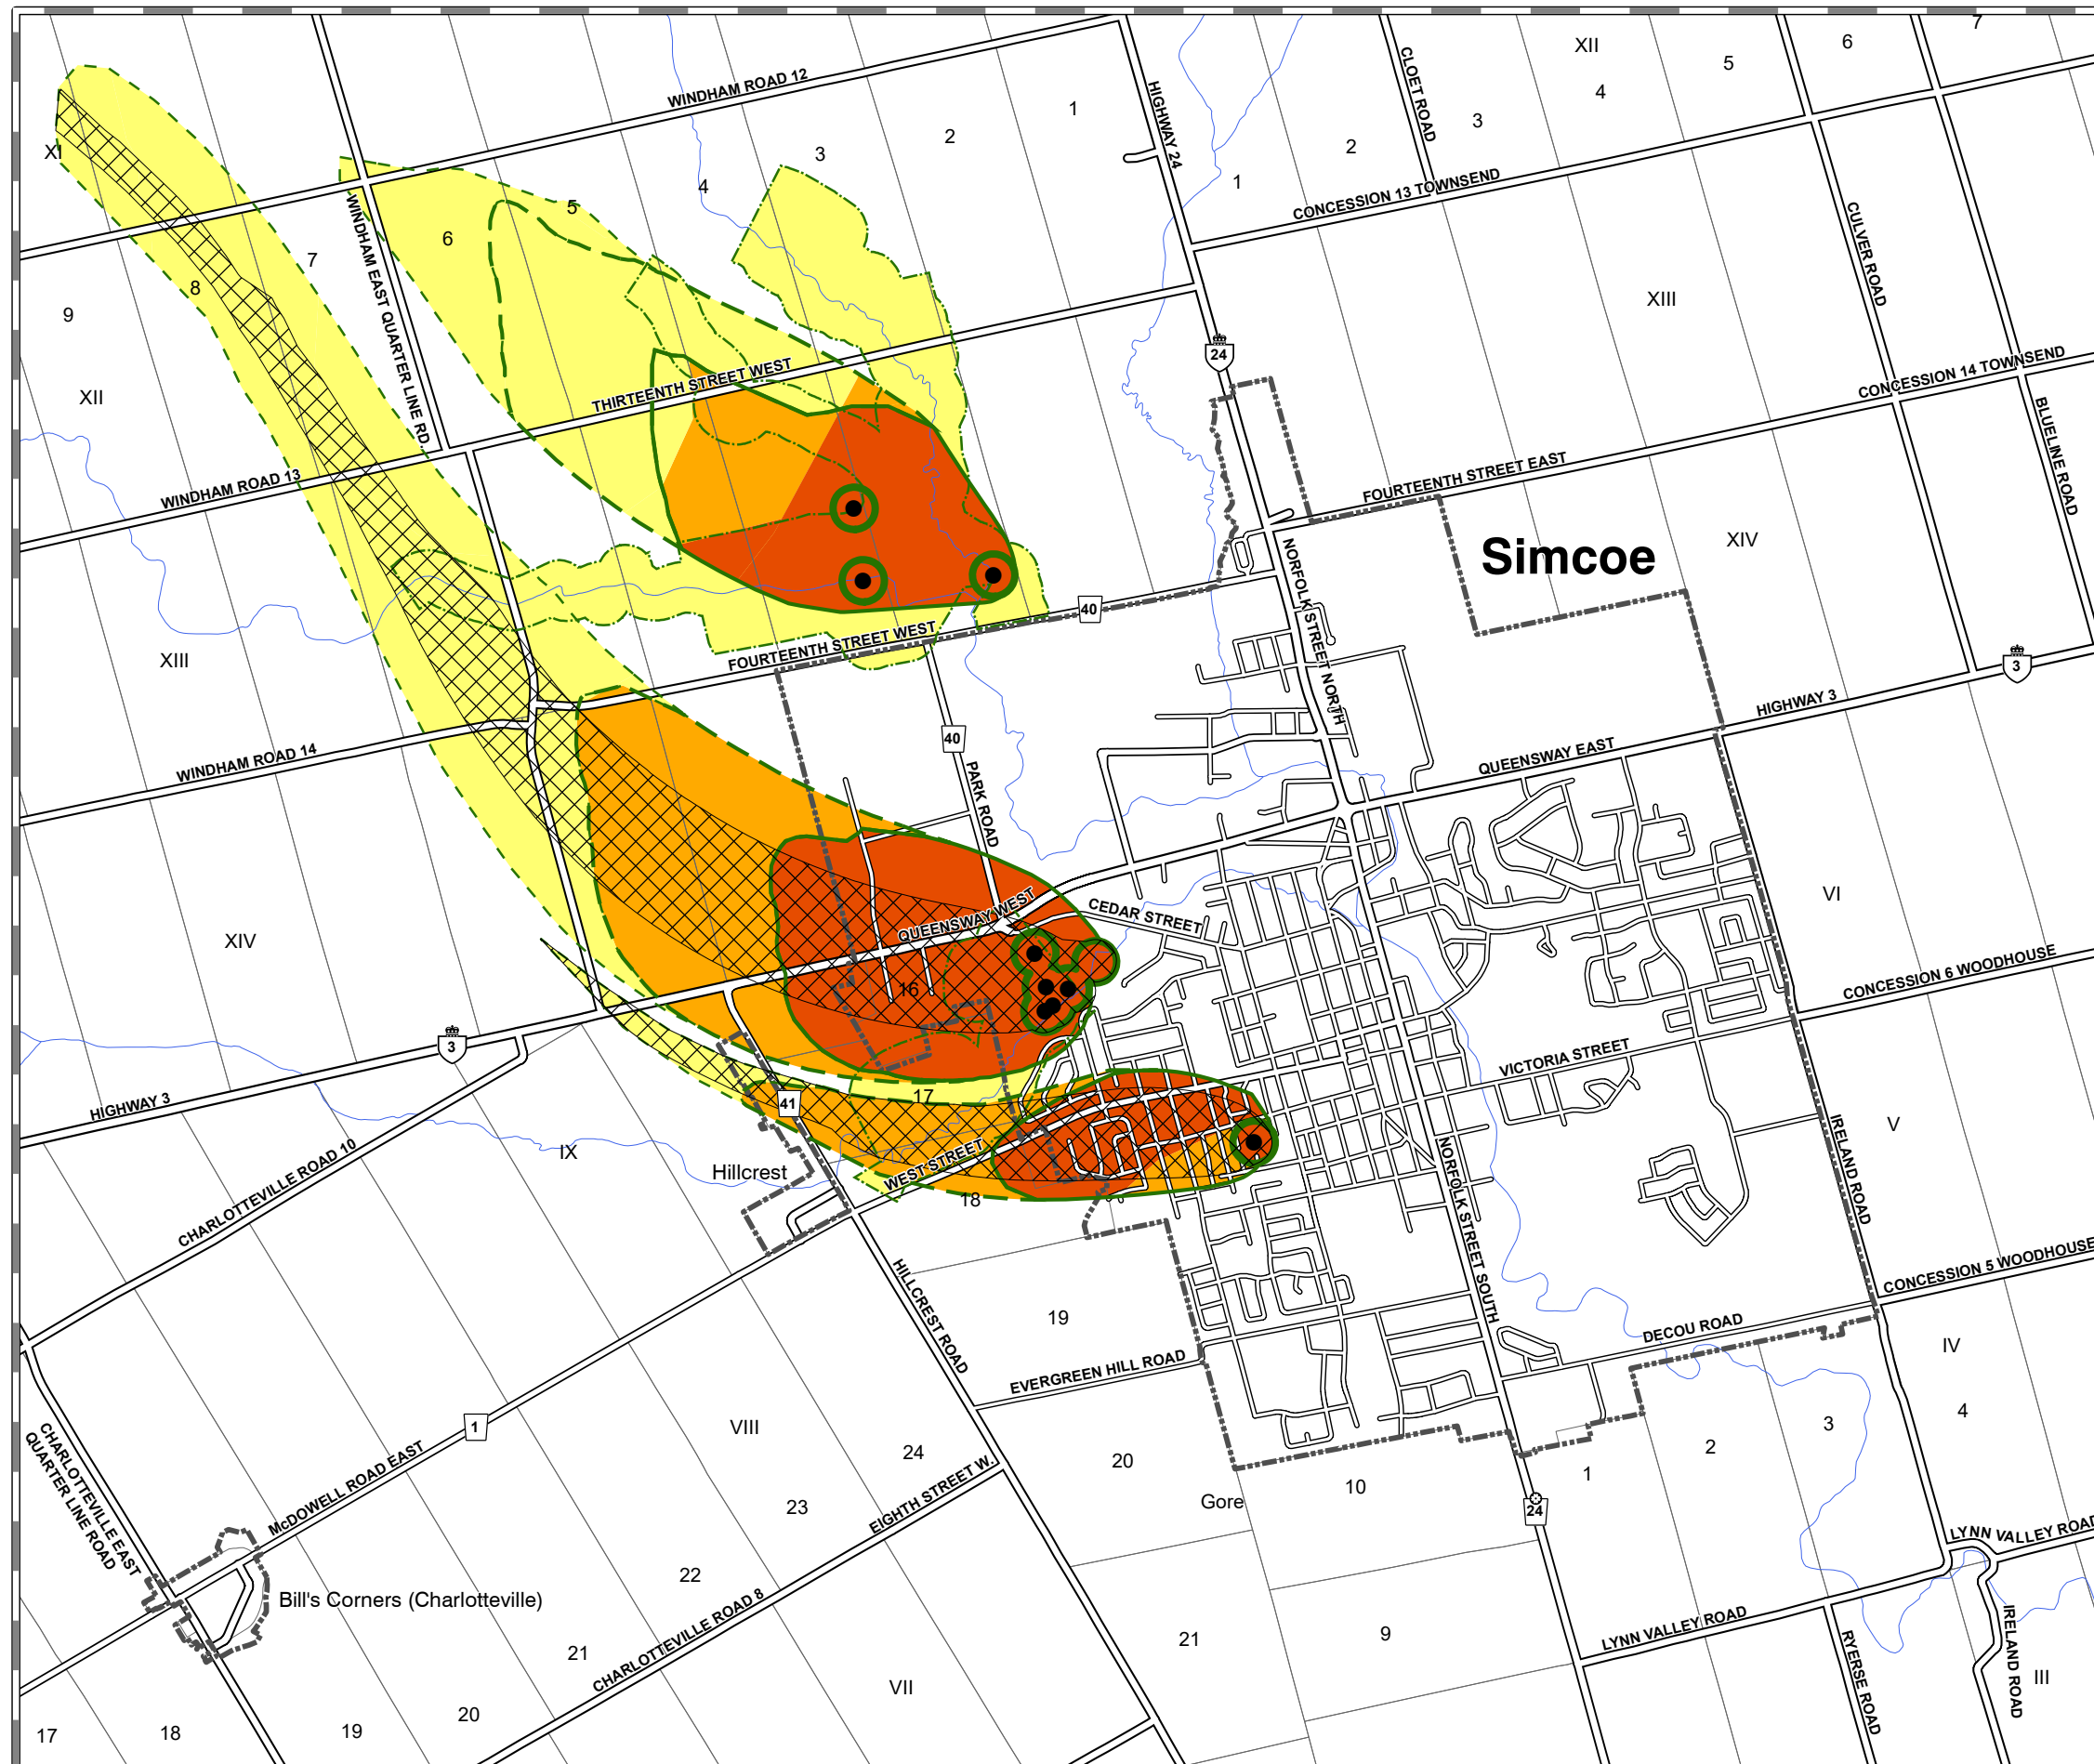 7
6
XII
5
4
WINDHAM ROAD 12
1
2
3
4
5
6
7
8
9
XI
XII
HIGHWAY 24
1
2
3
CLOET ROAD
CONCESSION 13 TOWNSEND
CULVER ROAD
XIII
WINDHAM EAST QUARTER LINE RD.
THIRTEENTH STREET WEST
24
CONCESSION 14 TOWNSEND
BLUELINE ROAD
WINDHAM ROAD 13
FOURTEENTH STREET EAST
Simcoe
XIV
XIII
40
FOURTEENTH STREET WEST
NORFOLK STREET NORTH
3
HIGHWAY 3
WINDHAM ROAD 14
40
PARK ROAD
QUEENSWAY EAST
VI
XIV
QUEENSWAY WEST
CEDAR STREET
CONCESSION 6 WOODHOUSE
16
3
HIGHWAY 3
VICTORIA STREET
17
41
V
IRELAND ROAD
CHARLOTTEVILLE ROAD 10
IX
Hillcrest
WEST STREET
18
NORFOLK STREET SOUTH
CONCESSION 5 WOODHOUSE
HILLCREST ROAD
19
DECOU ROAD
IV
EVERGREEN HILL ROAD
4
3
2
1
CHARLOTTEVILLE EAST
QUARTER LINE ROAD
1
McDOWELL ROAD EAST
VIII
24
23
22
21
20
19
18
17
EIGHTH STREET W.
20
Gore
10
24
LYNN VALLEY ROAD
Bill's Corners (Charlotteville)
CHARLOTTEVILLE ROAD 8
VII
21
9
LYNN VALLEY ROAD
RYERSE ROAD
IRELAND ROAD
III